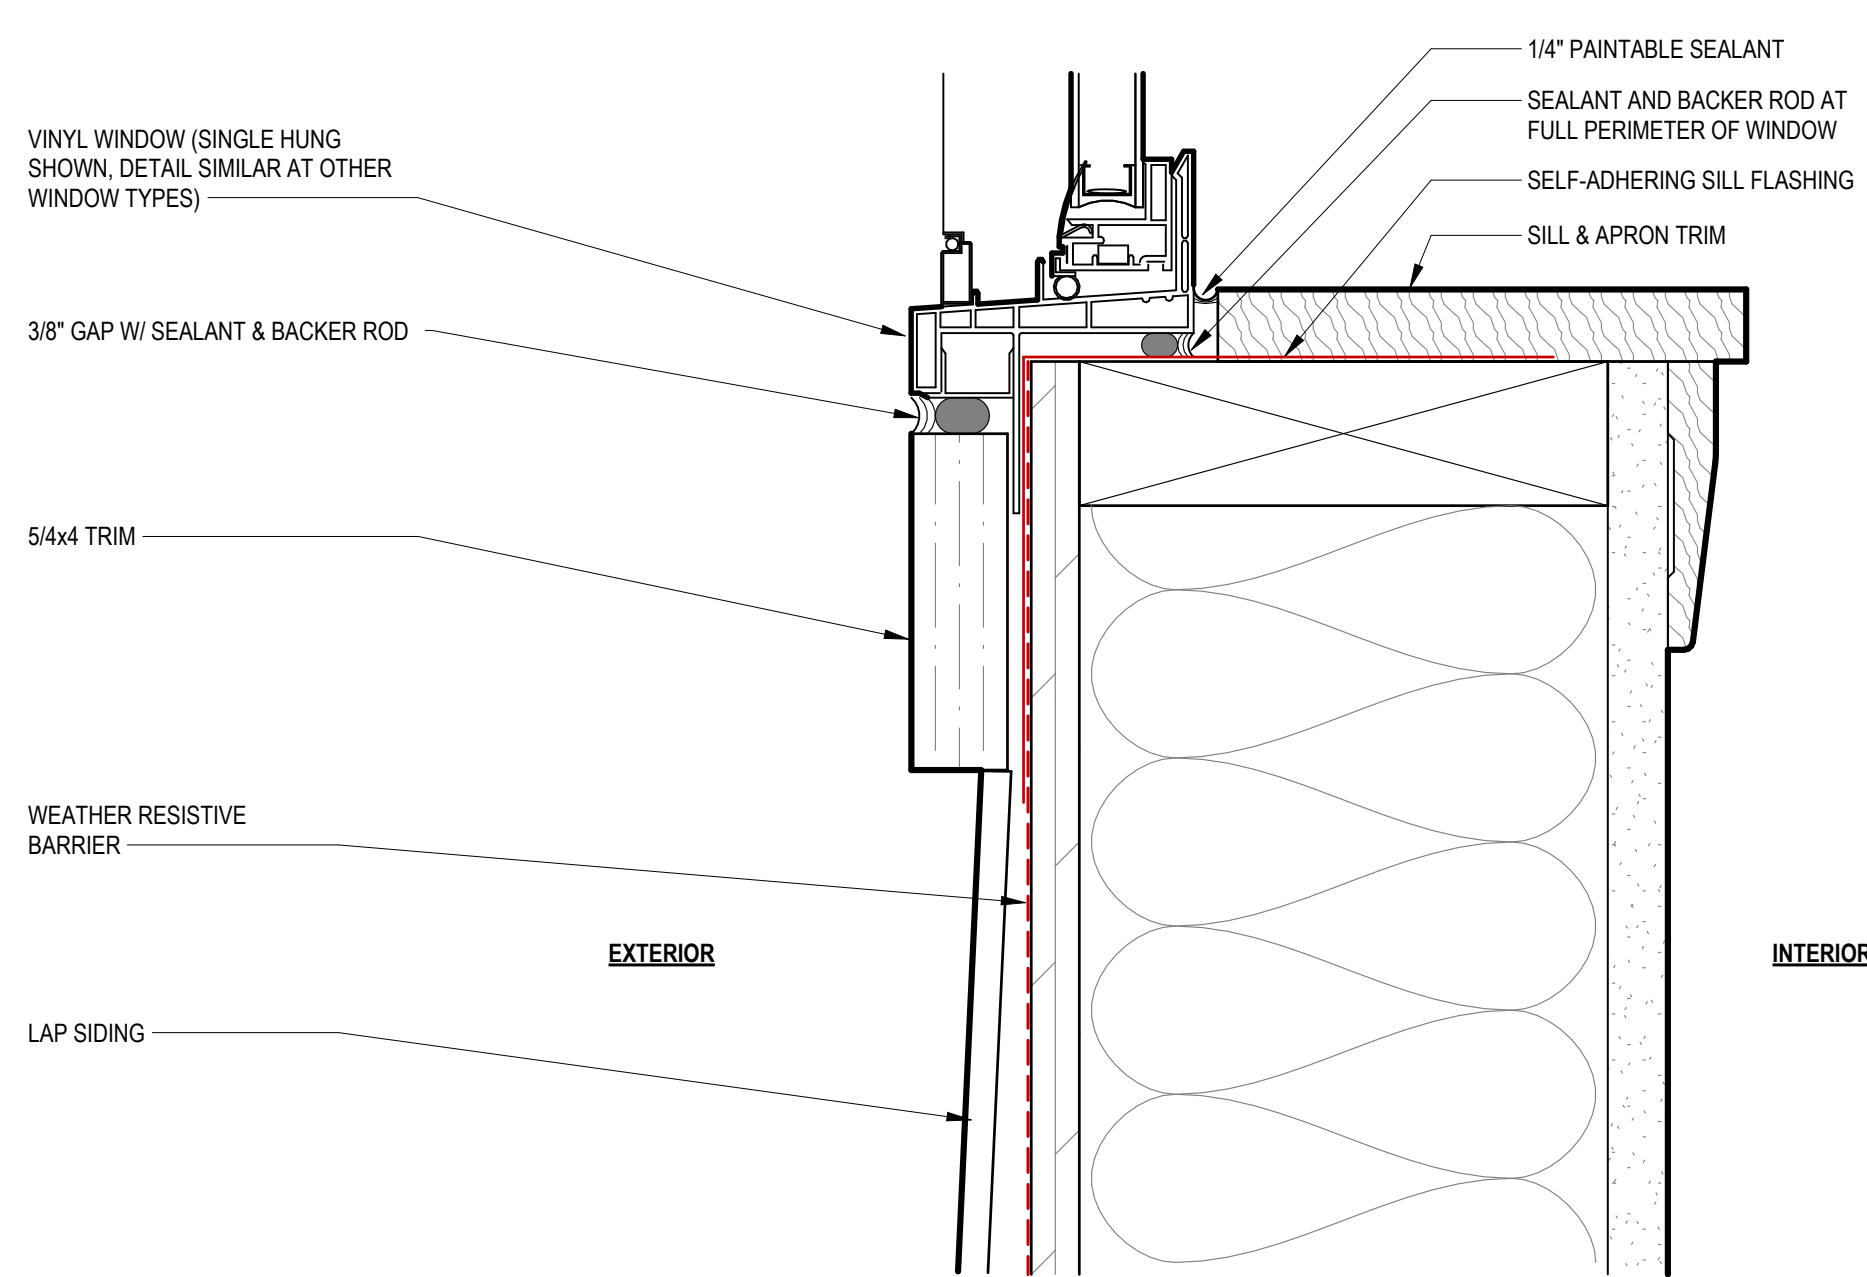 1/4" PAINTABLE SEALANT
SEALANT AND BACKER ROD AT
FULL PERIMETER OF WINDOW
SELF-ADHERING SILL FLASHING
SILL & APRON TRIM
VINYL WINDOW (SINGLE HUNG
SHOWN, DETAIL SIMILAR AT OTHER
WINDOW TYPES)
3/8" GAP W/ SEALANT & BACKER ROD
5/4x4 TRIM
WEATHER RESISTIVE
BARRIER
EXTERIOR
INTERIOR
LAP SIDING